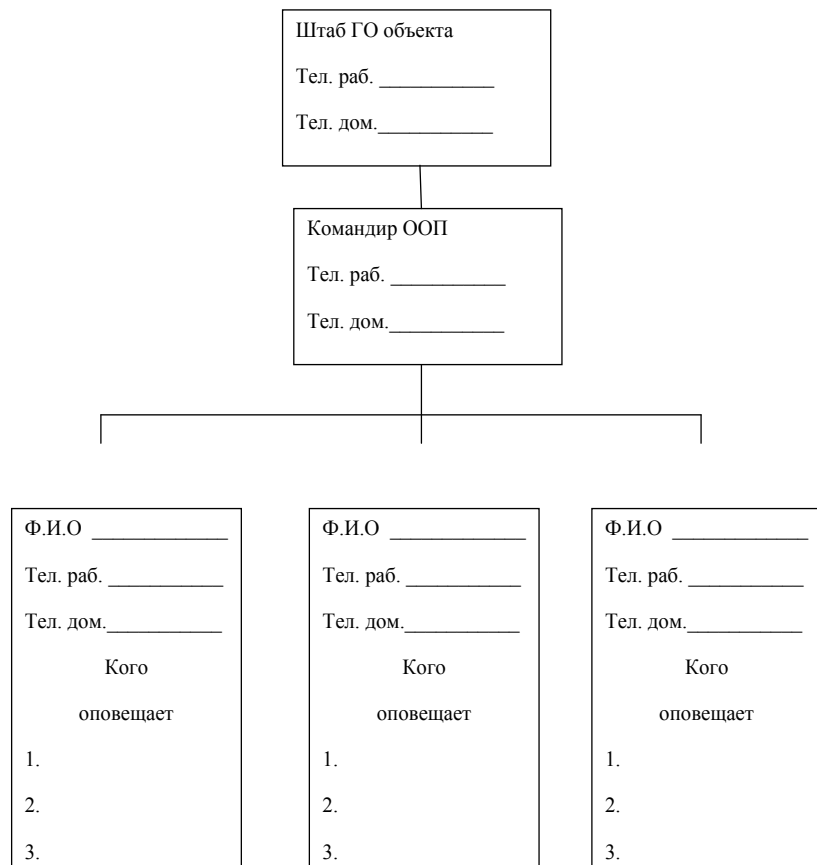 Штаб ГО объекта
Тел. раб. ___________
Тел. дом.___________
Командир ООП
Тел. раб. ___________
Тел. дом.___________
Ф.И.О _____________
Тел. раб. ___________
Тел. дом.___________
Кого
оповещает
1.
2.
3.
Ф.И.О _____________
Тел. раб. ___________
Тел. дом.___________
Кого
оповещает
1.
2.
3.
Ф.И.О _____________
Тел. раб. ___________
Тел. дом.___________
Кого
оповещает
1.
2.
3.